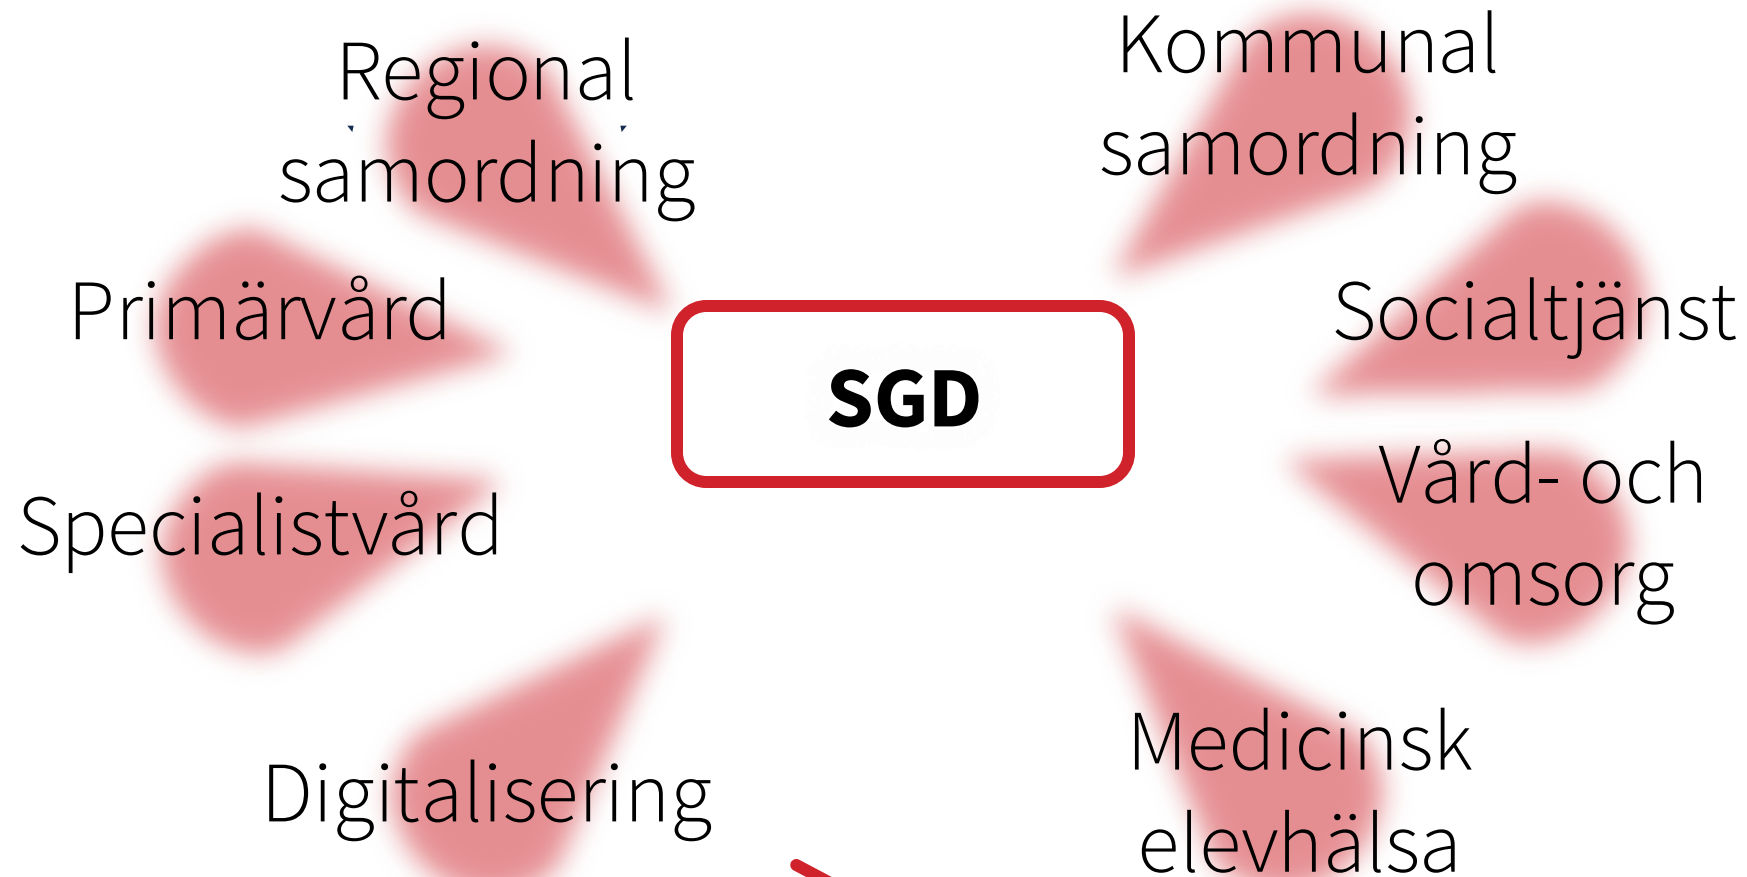 Regional
samordning
Kommunal
samordning
Primärvård
Socialtjänst
SGD
Specialistvård
Vård- och
omsorg
Digitalisering
Medicinsk
elevhälsa